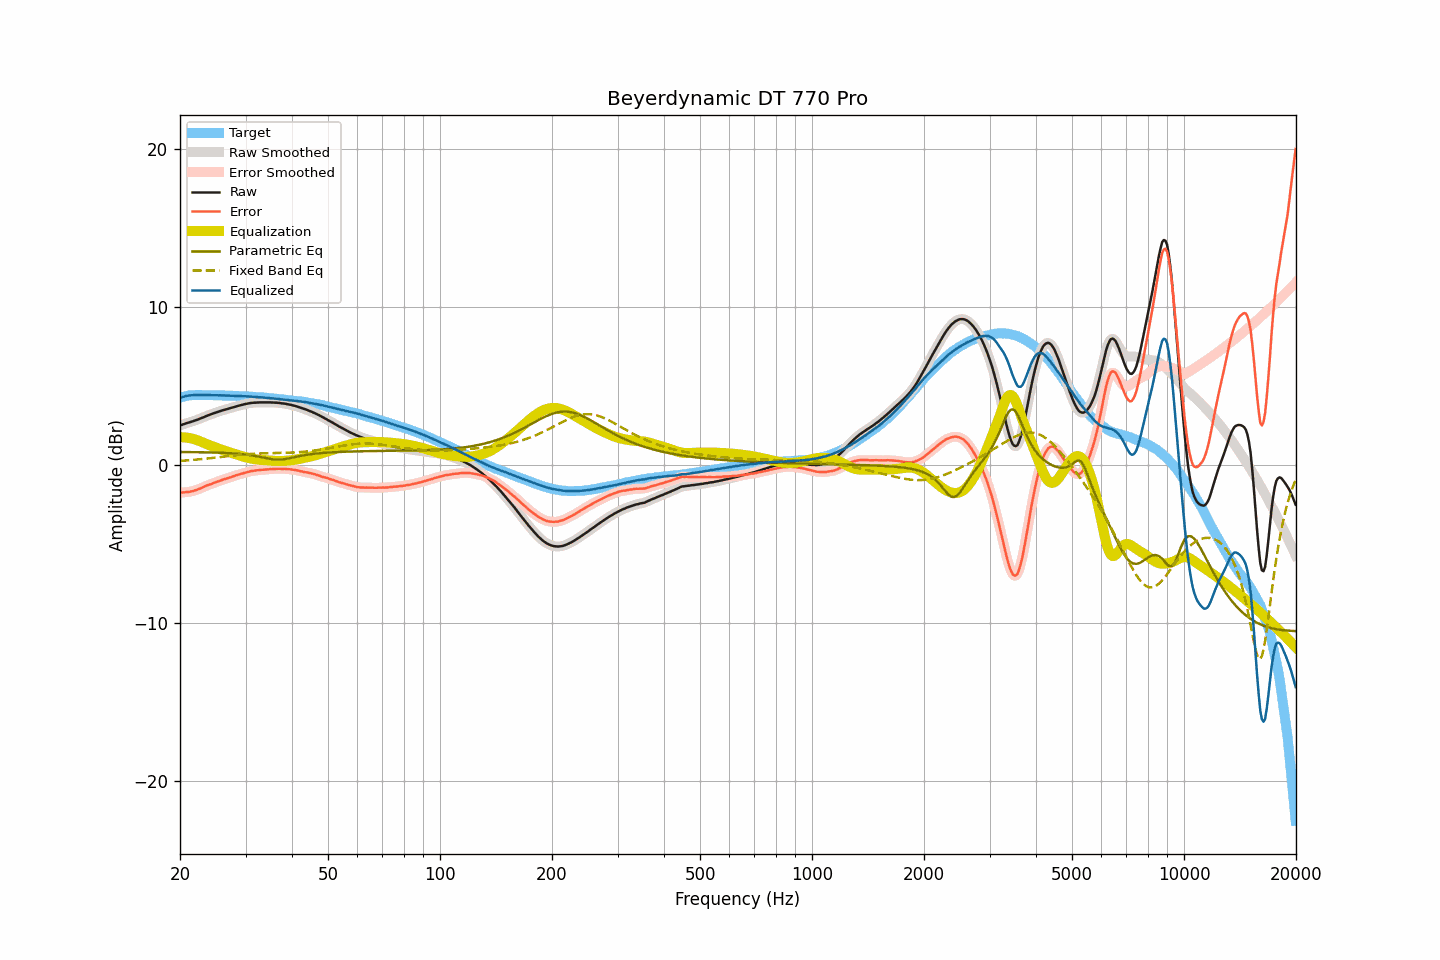 Beyerdynamic DT 770 Pro
Target
Raw Smoothed
Error Smoothed
Raw
Error
Equalization
Parametric Eq
Fixed Band Eq
Equalized
Amplitude (dBr)
20
10
0
−10
−20
20 50 100 200 500 1000 2000 5000 10000 20000
Frequency (Hz)